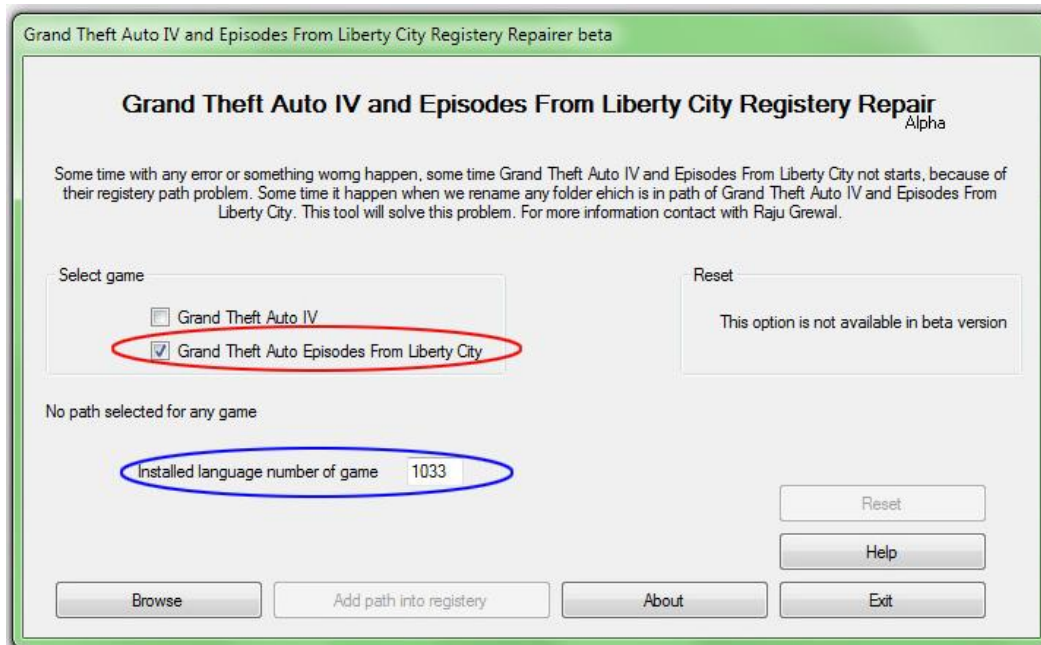 Grand Theft Auto IV and Episodes From Liberty City Registery Repairer beta
Grand Theft Auto IV and Episodes From Liberty City Registery Repair
Alpha
Some time with any error or something worng happen, some time Grand Theft Auto IV and Episodes From Liberty City not starts, because of
their registery path problem. Some time it happen when we rename any folder ehich is in path of Grand Theft Auto IV and Episodes From
Liberty City. This tool will solve this problem. For more information contact with Raju Grewal.
Select game
Grand Theft Auto IV
Grand Theft Auto Episodes From Liberty City
Reset
This option is not available in beta version
No path selected for any game
Installed language number of game 1033
Reset
Help
Browse Add path into registery About Exit